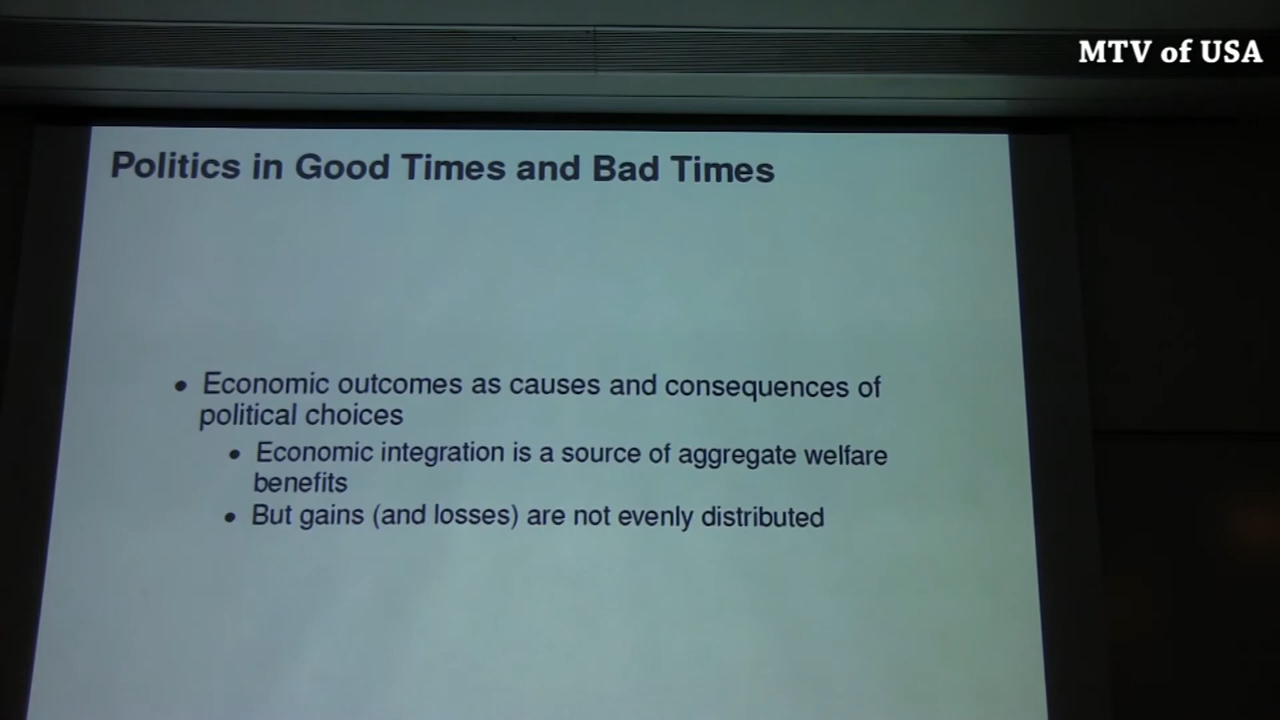 MTV of USA
Politics in Good Times and Bad Times
• Economic outcomes as causes and consequences of
political choices
• Economic integration is a source of aggregate welfare
benefits
• But gains (and losses) are not evenly distributed